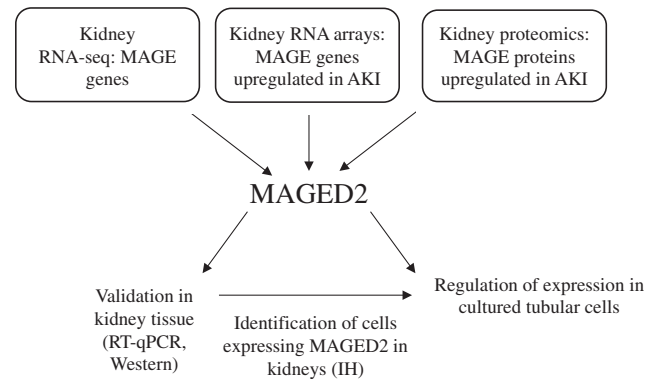 Kidney
RNA-seq: MAGE
genes
Kidney RNA arrays:
MAGE genes
upregulated in AKI
Kidney proteomics:
MAGE proteins
upregulated in AKI
MAGED2
Validation in
kidney tissue
(RT-qPCR,
Western)
Identification of cells
expressing MAGED2 in
kidneys (IH)
Regulation of expression in
cultured tubular cells